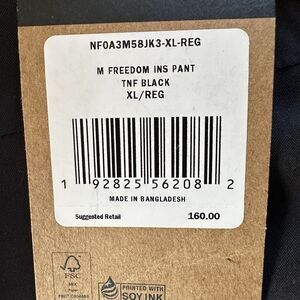 NF0A3M58JK3-XL-REG
M FREEDOM INS PANT
TNF BLACK
XL/REG
1 92825 56208 2
MADE IN BANGLADESH
Suggested Retail 160.00
FSC
MIX
Paper
PRINTED WITH
SOY INK